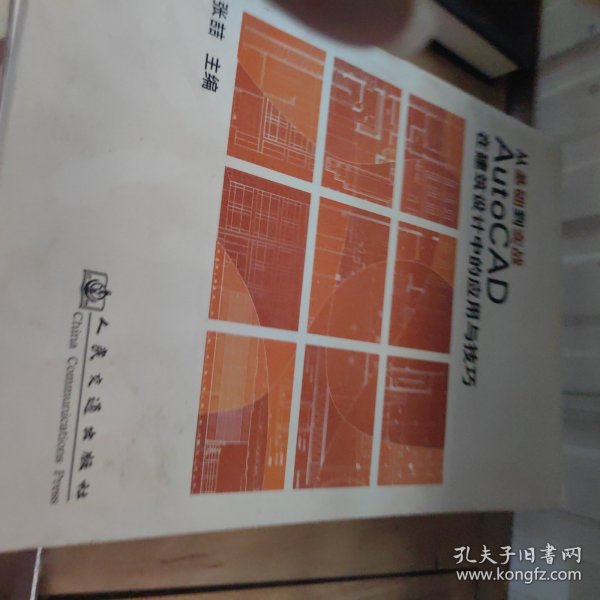 从基础到实战
AutoCAD
在建筑设计中的应用与技巧
张喆 主编
人民交通出版社
China Communications Press
孔夫子旧書网
www.kongfz.com